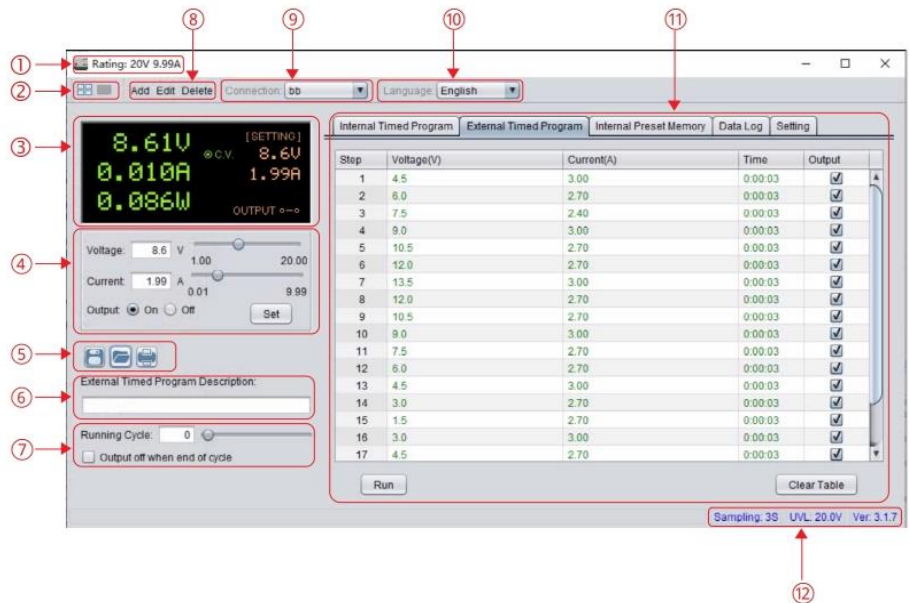 ⑧ ⑨ ⑩ ⑪
① Rating: 20V 9.99A
② Add Edit Delete Connection: bb Language: English
③
8.61V
0.010A
0.086W
C.V.
[SETTING]
8.6V
1.99A
OUTPUT
④
Voltage: 8.6 V 1.00 20.00
Current: 1.99 A 0.01 9.99
Output: On Off Set
⑤
⑥ External Timed Program Description:
⑦ Running Cycle: 0
Output off when end of cycle
Internal Timed Program External Timed Program Internal Preset Memory Data Log Setting
Step Voltage(V) Current(A) Time Output
1 4.5 3.00 0:00:03
2 6.0 2.70 0:00:03
3 7.5 2.40 0:00:03
4 9.0 3.00 0:00:03
5 10.5 2.70 0:00:03
6 12.0 2.70 0:00:03
7 13.5 3.00 0:00:03
8 12.0 2.70 0:00:03
9 10.5 2.70 0:00:03
10 9.0 3.00 0:00:03
11 7.5 2.70 0:00:03
12 6.0 2.70 0:00:03
13 4.5 3.00 0:00:03
14 3.0 2.70 0:00:03
15 1.5 2.70 0:00:03
16 3.0 3.00 0:00:03
17 4.5 2.70 0:00:03
Run Clear Table
Sampling: 3S UVL: 20.0V Ver: 3.1.7
⑫